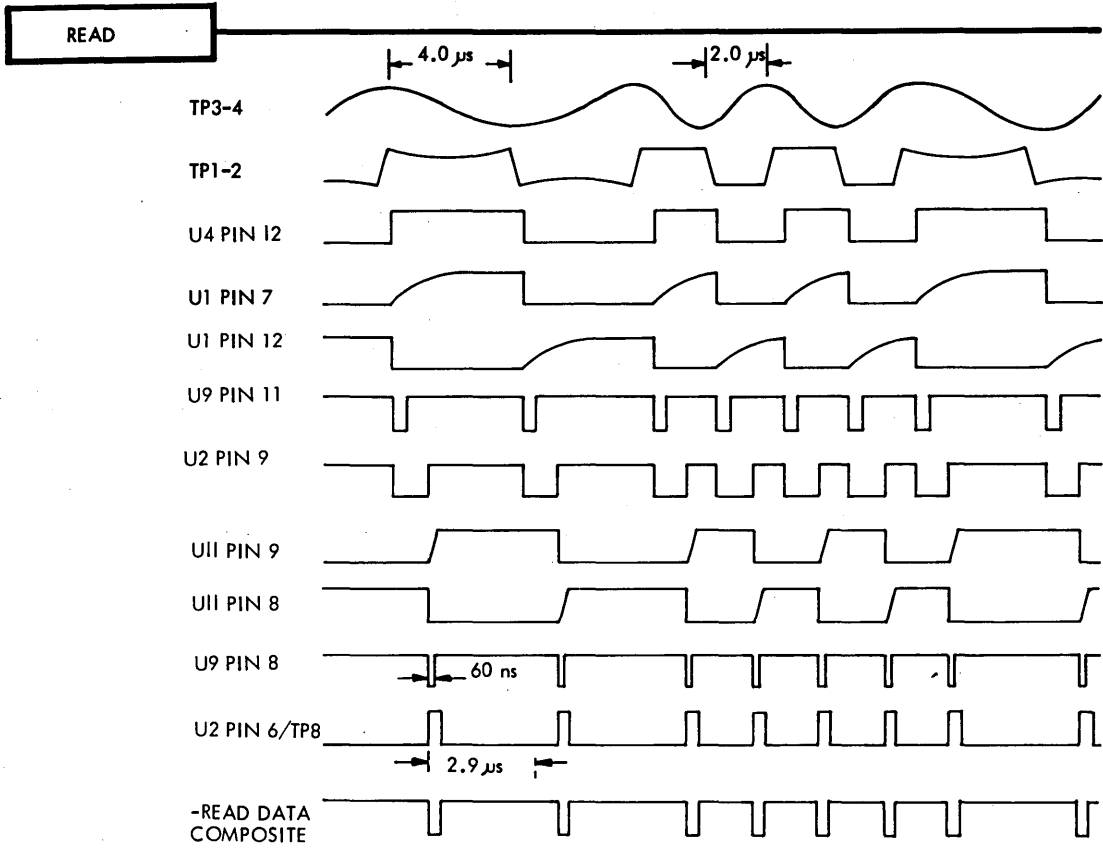 READ
4.0 µs
2.0 µs
TP3-4
TP1-2
U4 PIN 12
U1 PIN 7
U1 PIN 12
U9 PIN 11
U2 PIN 9
U11 PIN 9
U11 PIN 8
U9 PIN 8
60 ns
U2 PIN 6/TP8
2.9 µs
-READ DATA
COMPOSITE